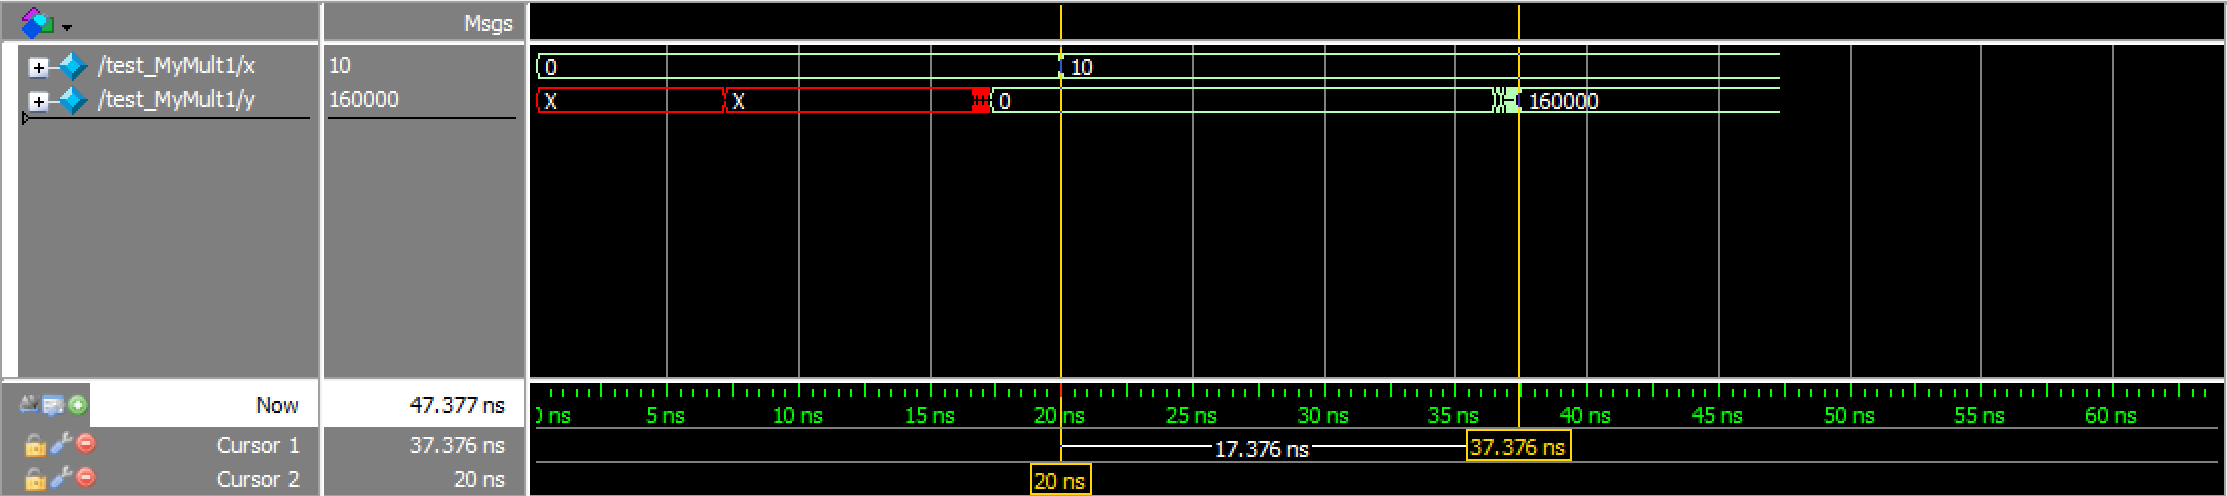 Msgs
/test_MyMult1/x 10 0 10
/test_MyMult1/y 160000 X X 0 160000
Now 47.377 ns 0 ns 5 ns 10 ns 15 ns 20 ns 25 ns 30 ns 35 ns 40 ns 45 ns 50 ns 55 ns 60 ns
Cursor 1 37.376 ns 17.376 ns 37.376 ns
Cursor 2 20 ns 20 ns